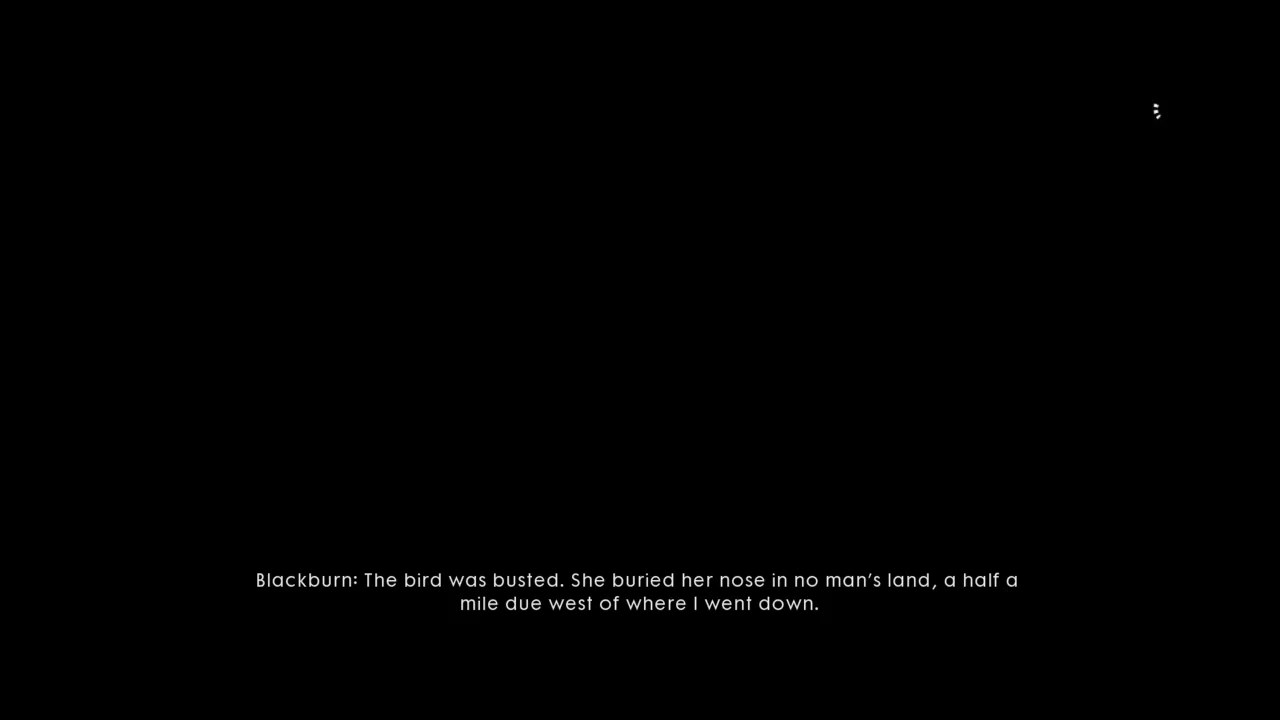 Blackburn: The bird was busted. She buried her nose in no man's land, a half a
mile due west of where I went down.